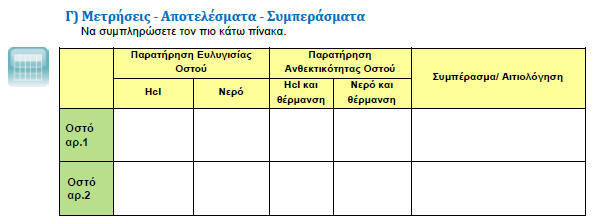 Γ) Μετρήσεις - Αποτελέσματα - Συμπεράσματα
Να συμπληρώσετε τον πιο κάτω πίνακα.
Παρατήρηση Ευλυγισίας Οστού
Παρατήρηση Ανθεκτικότητας Οστού
Συμπέρασμα/ Αιτιολόγηση
Hcl
Νερό
Hcl και θέρμανση
Νερό και θέρμανση
Οστό αρ.1
Οστό αρ.2